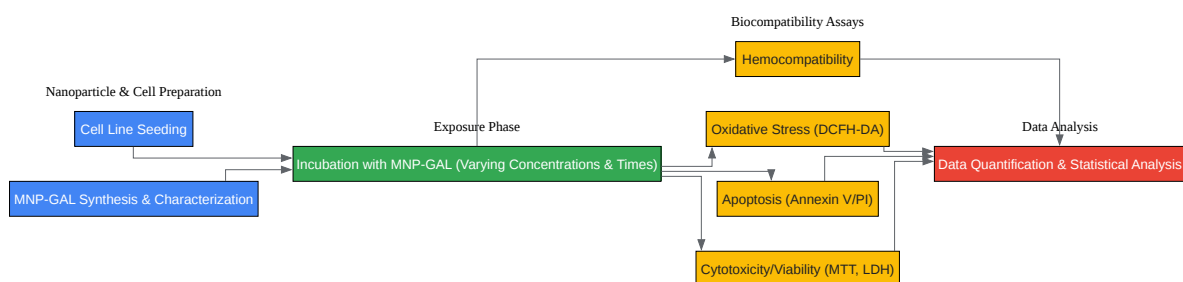 Biocompatibility Assays
Hemocompatibility
Nanoparticle & Cell Preparation
Cell Line Seeding
MNP-GAL Synthesis & Characterization
Exposure Phase
Incubation with MNP-GAL (Varying Concentrations & Times)
Oxidative Stress (DCFH-DA)
Apoptosis (Annexin V/PI)
Cytotoxicity/Viability (MTT, LDH)
Data Analysis
Data Quantification & Statistical Analysis